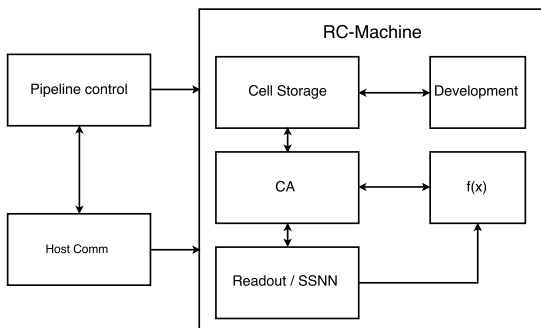 RC-Machine
Pipeline control
Cell Storage
Development
CA
f(x)
Host Comm
Readout / SSNN